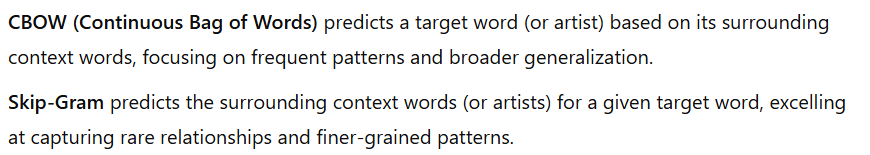 CBOW (Continuous Bag of Words) predicts a target word (or artist) based on its surrounding
context words, focusing on frequent patterns and broader generalization.
Skip-Gram predicts the surrounding context words (or artists) for a given target word, excelling
at capturing rare relationships and finer-grained patterns.